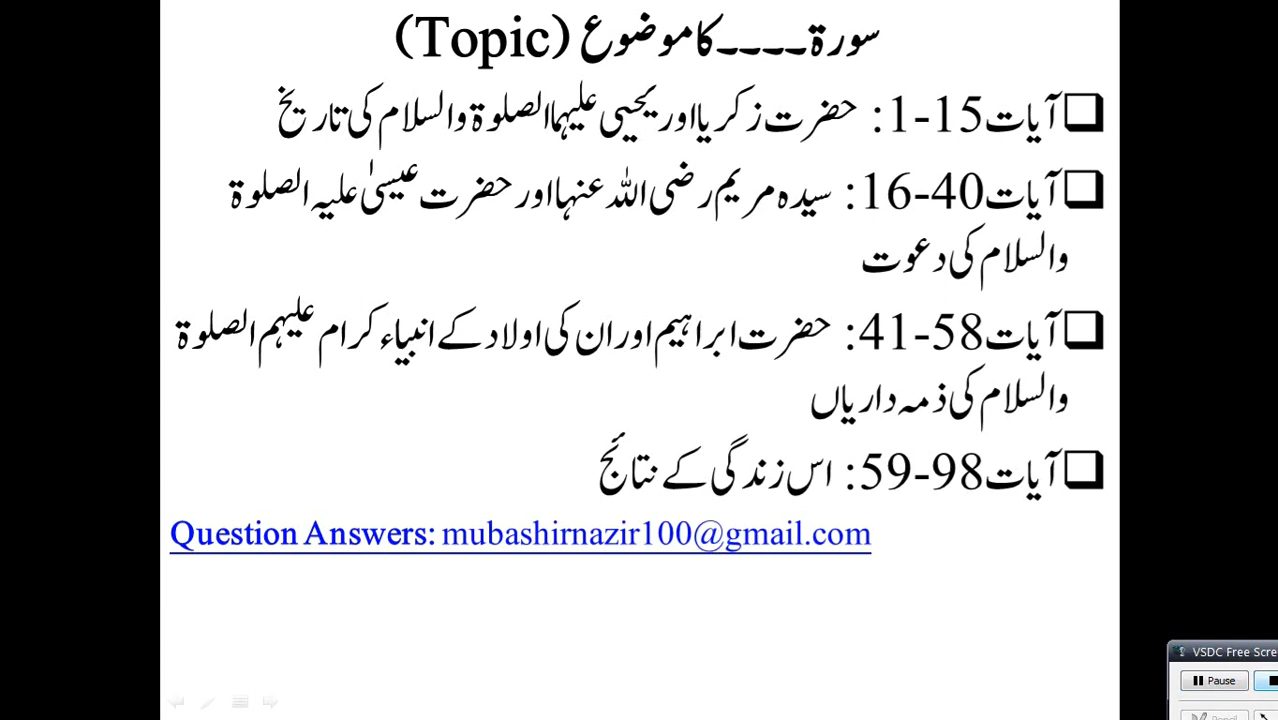 سورۃ۔۔۔۔کا موضوع (Topic)
❑آیات 1-15: حضرت زکریا اور یحیی علیہما الصلوۃ والسلام کی تاریخ
❑آیات 16-40: سیدہ مریم رضی اللہ عنہا اور حضرت عیسیٰ علیہ الصلوۃ
والسلام کی دعوت
❑آیات 41-58: حضرت ابراہیم اور ان کی اولاد کے انبیاء کرام علیہم الصلوۃ
والسلام کی ذمہ داریاں
❑آیات 59-98: اس زندگی کے نتائج
Question Answers: mubashirnazir100@gmail.com
VSDC Free Scre
Pause
Pencil